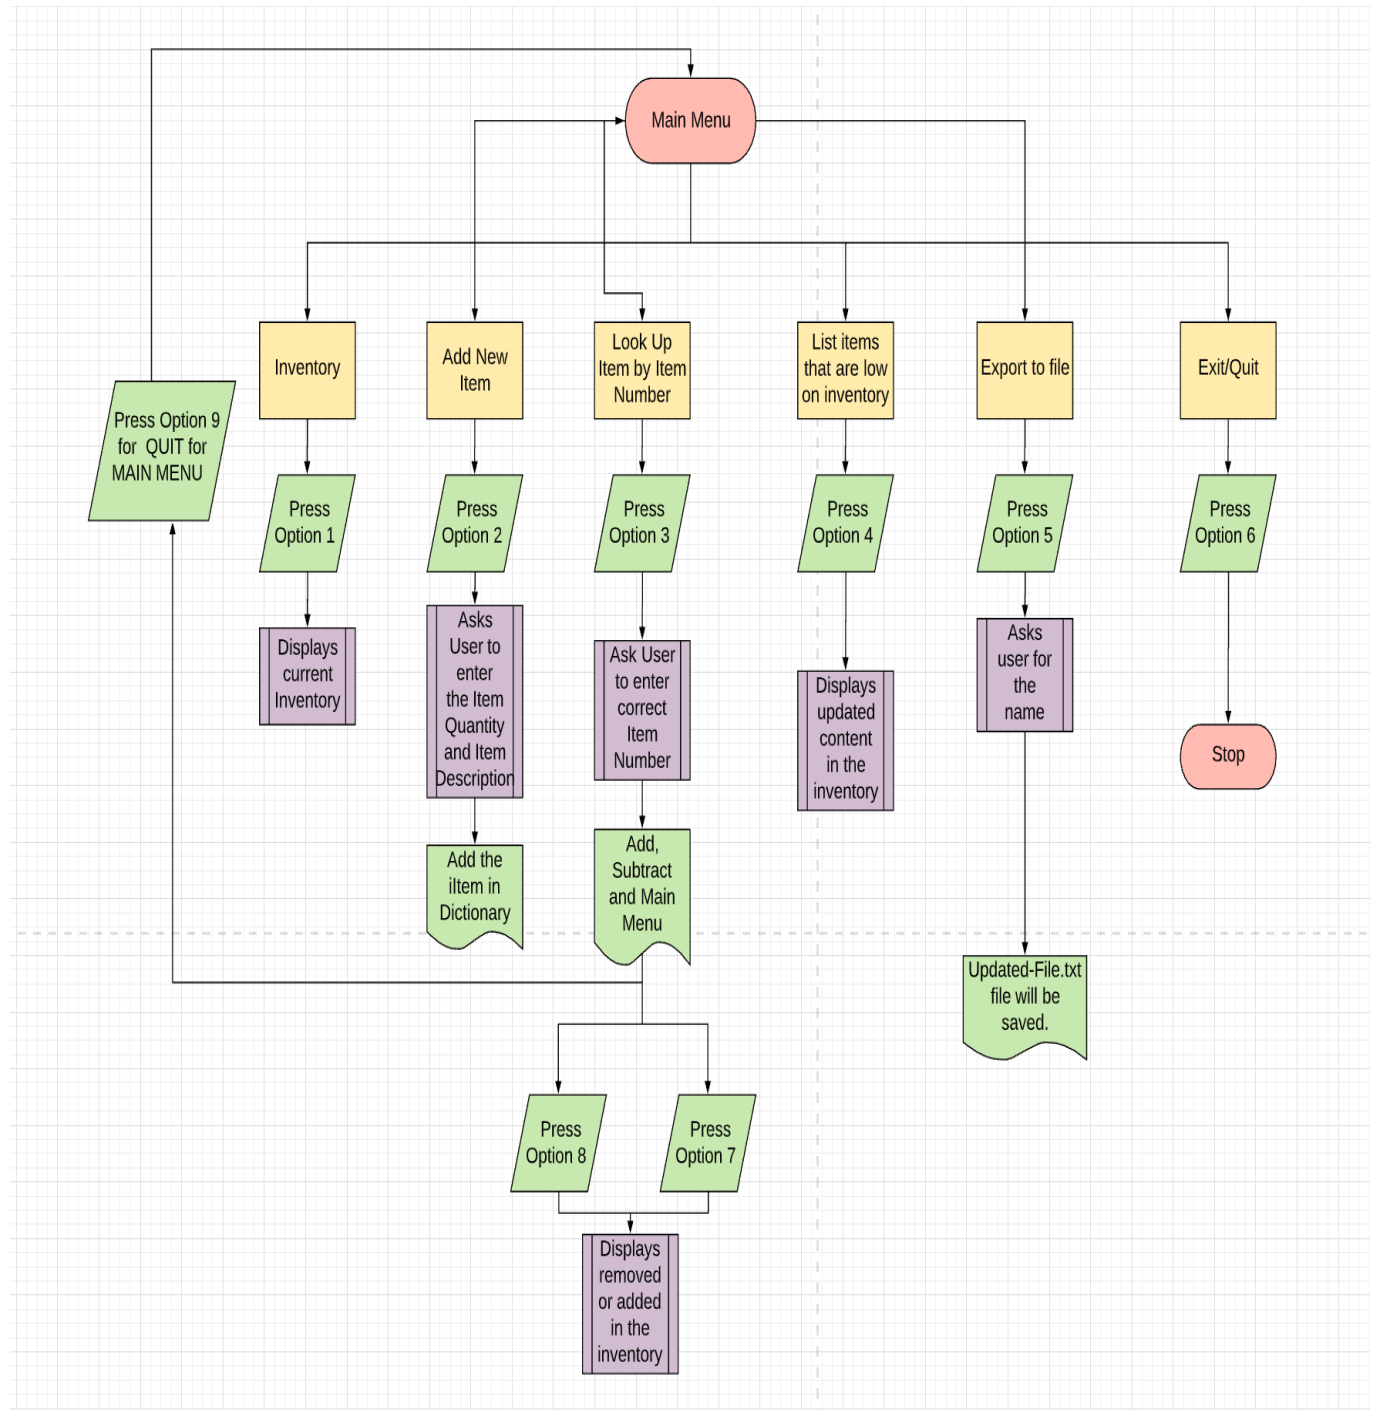 Main Menu
Inventory
Add New
Item
Look Up
Item by Item
Number
List items
that are low
on inventory
Export to file
Exit/Quit
Press Option 9
for QUIT for
MAIN MENU
Press
Option 1
Press
Option 2
Press
Option 3
Press
Option 4
Press
Option 5
Press
Option 6
Displays
current
Inventory
Asks
User to
enter
the Item
Quantity
and Item
Description
Ask User
to enter
correct
Item
Number
Displays
updated
content
in the
inventory
Asks
user for
the
name
Stop
Add the
iItem in
Dictionary
Add,
Subtract
and Main
Menu
Updated-File.txt
file will be
saved.
Press
Option 8
Press
Option 7
Displays
removed
or added
in the
inventory